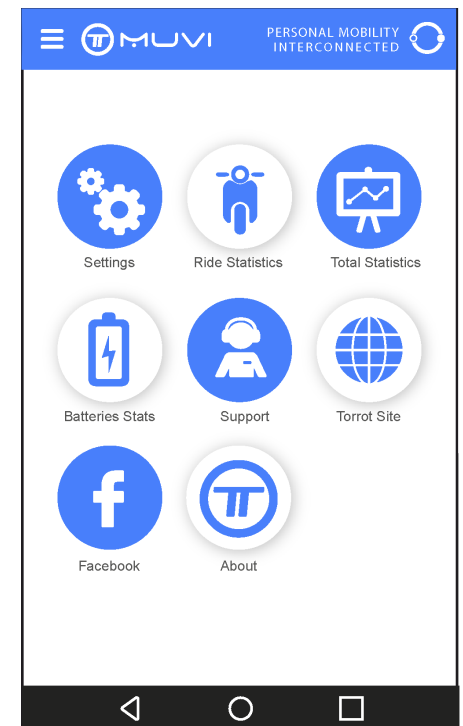 MUVI
PERSONAL MOBILITY
INTERCONNECTED
Settings
Ride Statistics
Total Statistics
Batteries Stats
Support
Torrot Site
Facebook
About